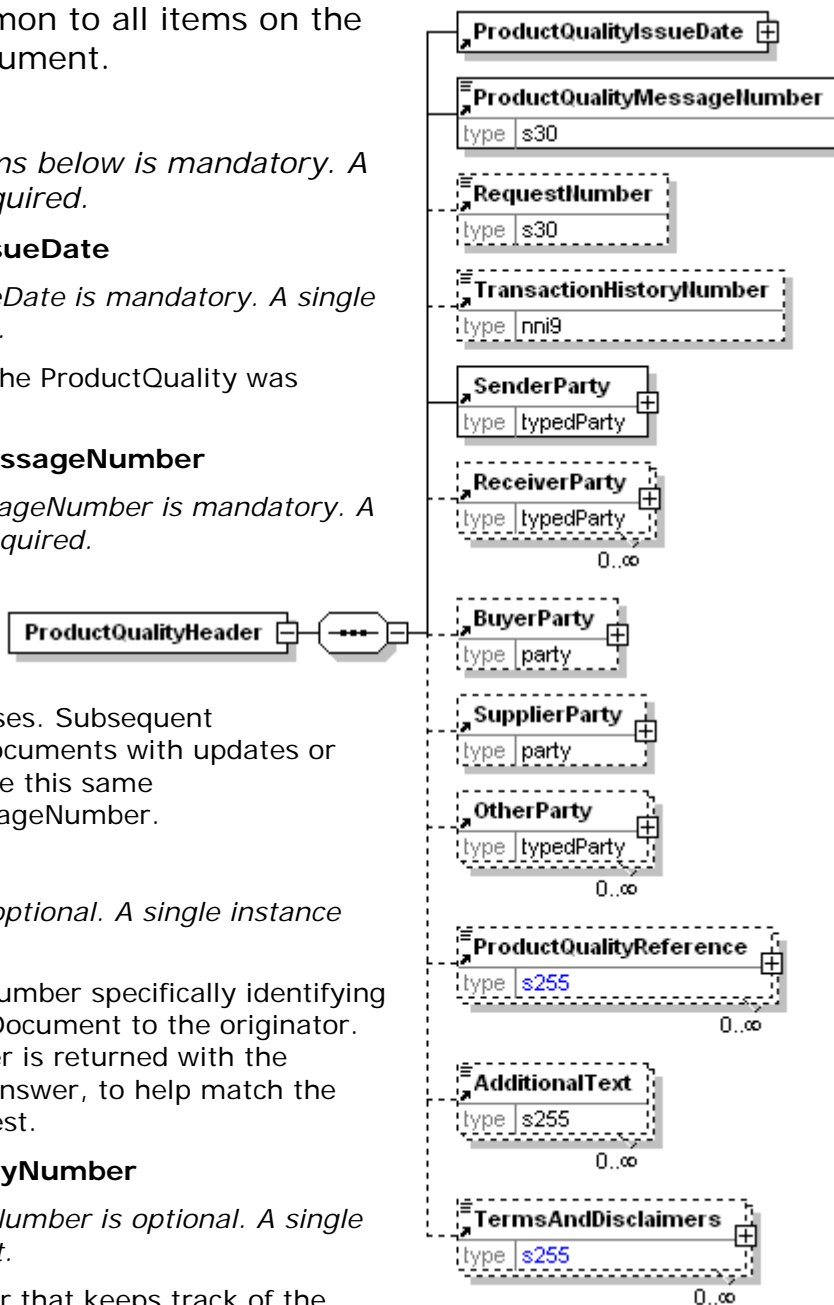 mon to all items on the
ument.
ns below is mandatory. A
quired.
sueDate
eDate is mandatory. A single
.
he ProductQuality was
essageNumber
ageNumber is mandatory. A
quired.
ses. Subsequent
ocuments with updates or
e this same
ageNumber.
optional. A single instance
umber specifically identifying
Document to the originator.
er is returned with the
nswer, to help match the
est.
yNumber
Number is optional. A single
t.
r that keeps track of the
ProductQualityHeader
ProductQualityIssueDate
ProductQualityMessageNumber
type s30
RequestNumber
type s30
TransactionHistoryNumber
type nni9
SenderParty
type typedParty
ReceiverParty
type typedParty
0..∞
BuyerParty
type party
SupplierParty
type party
OtherParty
type typedParty
0..∞
ProductQualityReference
type s255
0..∞
AdditionalText
type s255
0..∞
TermsAndDisclaimers
type s255
0..∞